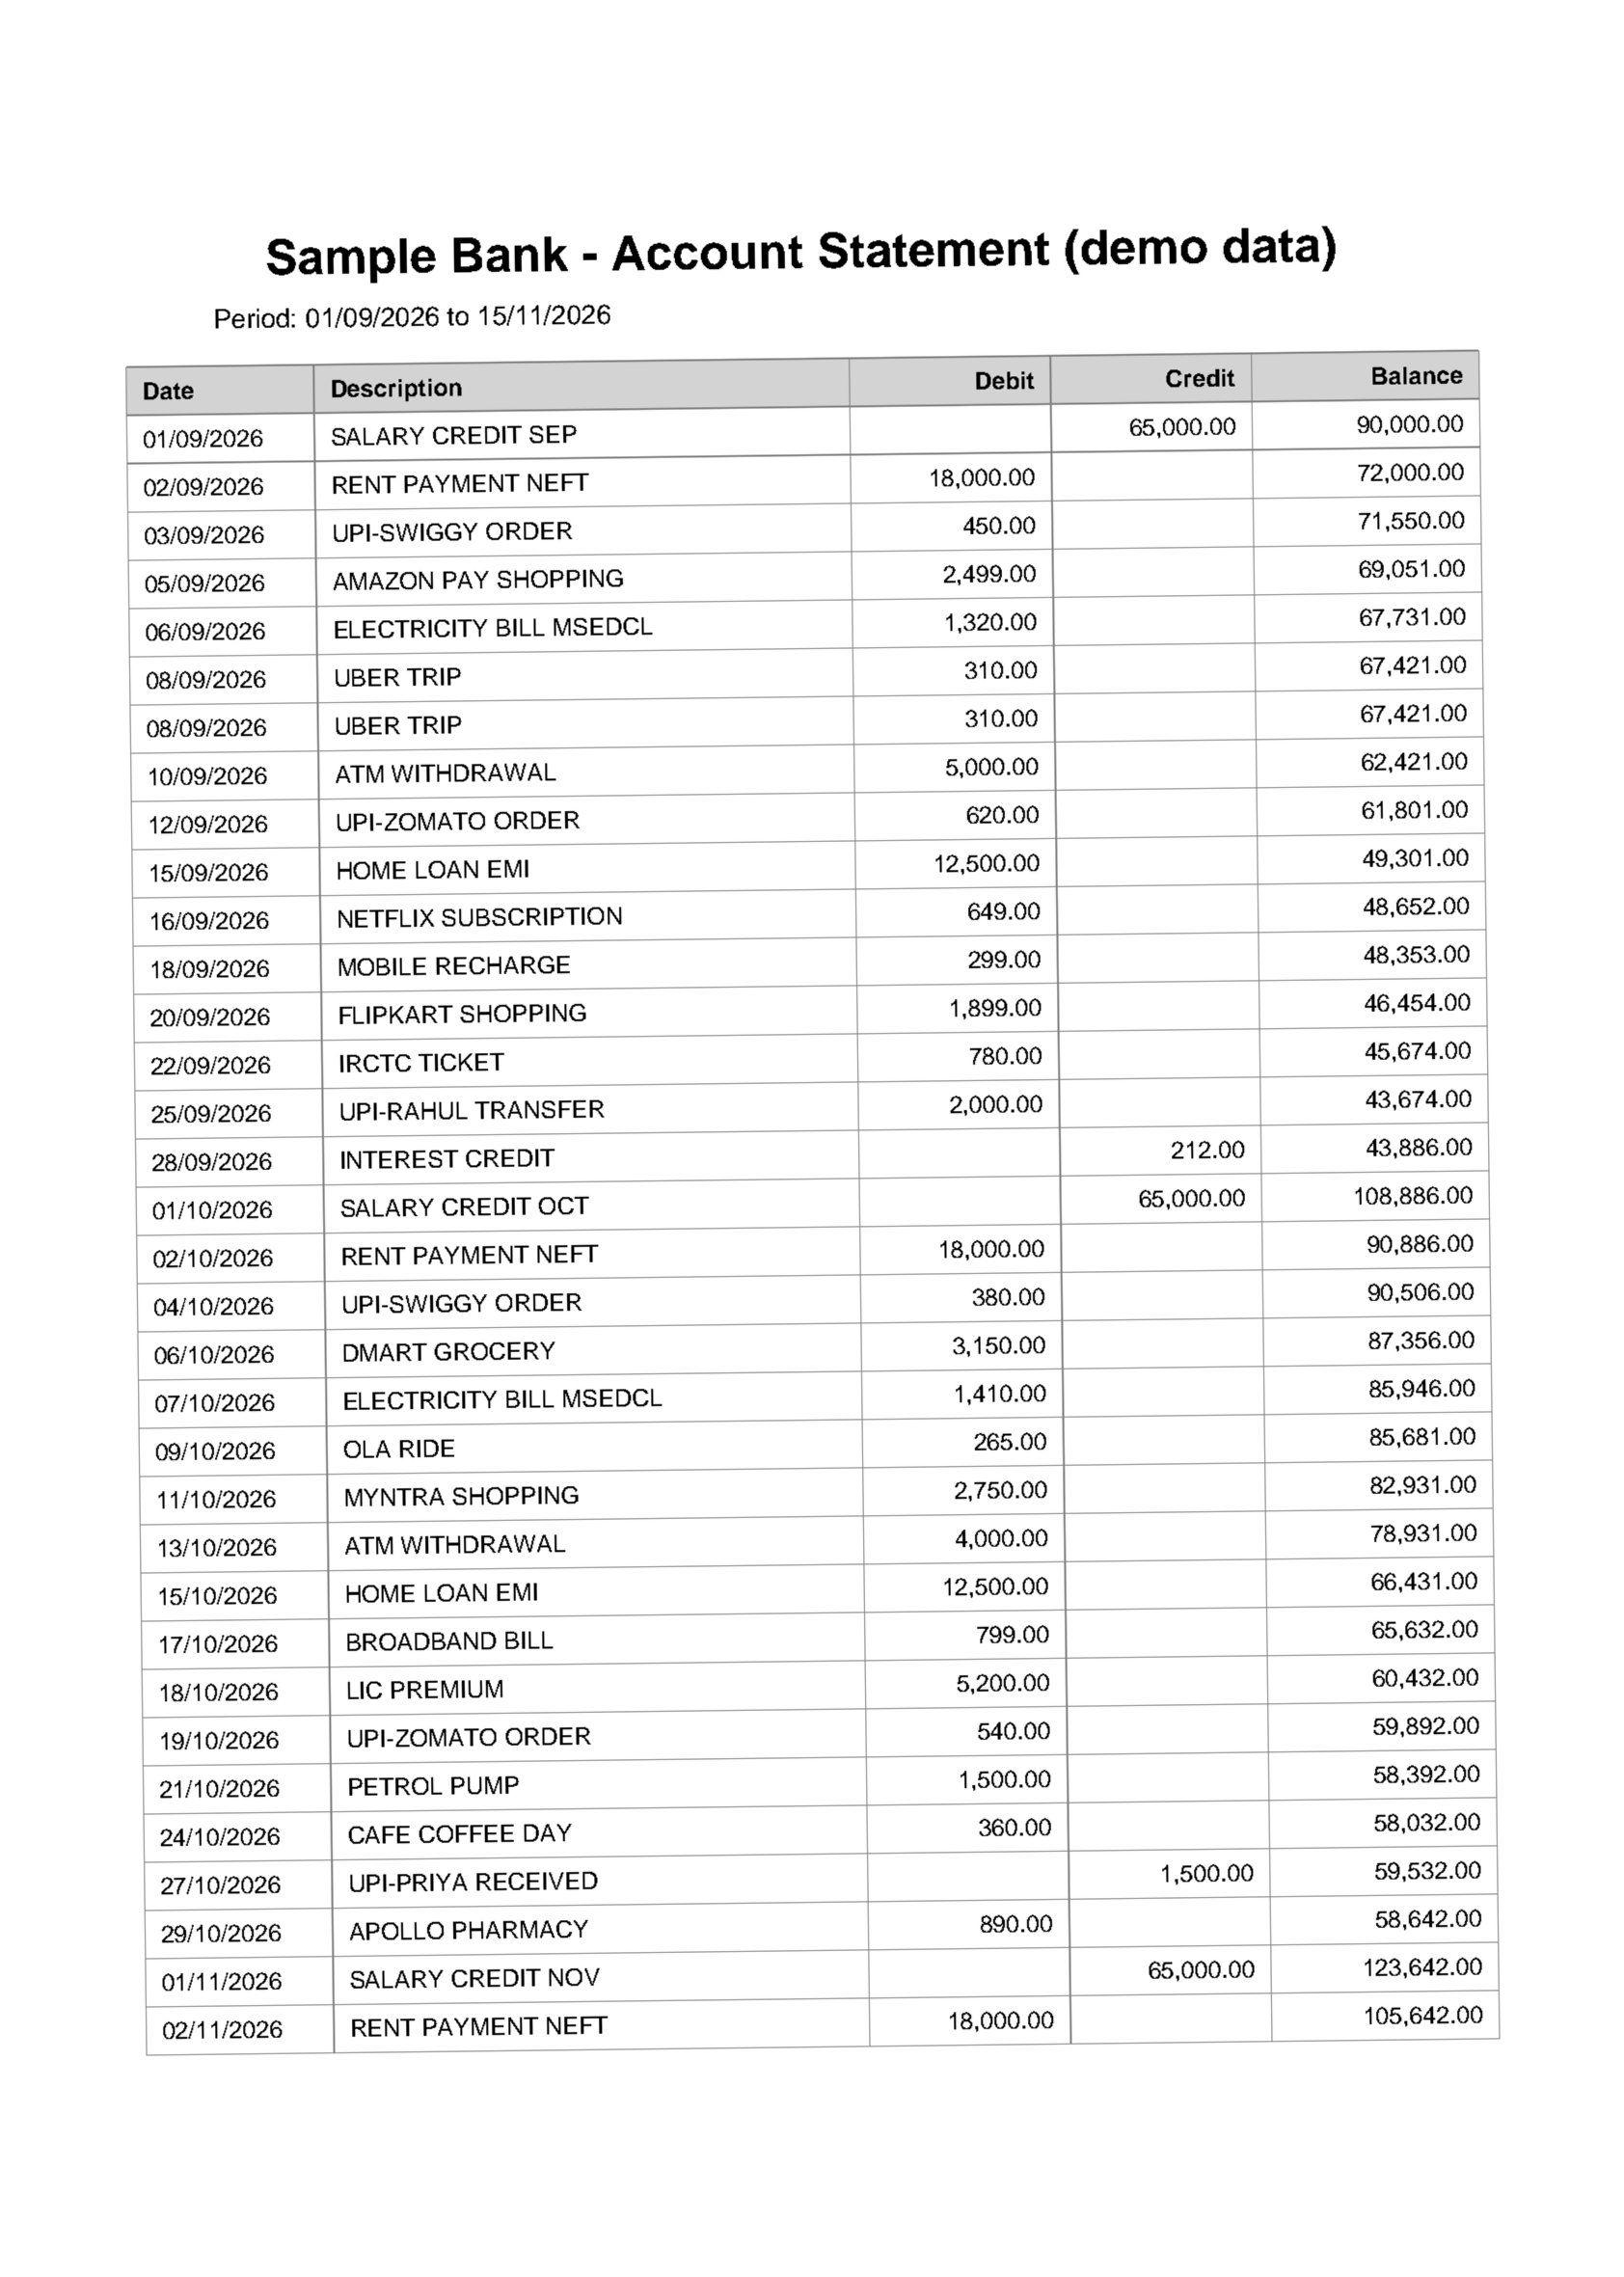 Sample Bank - Account Statement (demo data)
Period: 01/09/2026 to 15/11/2026
Date Description Debit Credit Balance
01/09/2026 SALARY CREDIT SEP 65,000.00 90,000.00
02/09/2026 RENT PAYMENT NEFT 18,000.00 72,000.00
03/09/2026 UPI-SWIGGY ORDER 450.00 71,550.00
05/09/2026 AMAZON PAY SHOPPING 2,499.00 69,051.00
06/09/2026 ELECTRICITY BILL MSEDCL 1,320.00 67,731.00
08/09/2026 UBER TRIP 310.00 67,421.00
08/09/2026 UBER TRIP 310.00 67,421.00
10/09/2026 ATM WITHDRAWAL 5,000.00 62,421.00
12/09/2026 UPI-ZOMATO ORDER 620.00 61,801.00
15/09/2026 HOME LOAN EMI 12,500.00 49,301.00
16/09/2026 NETFLIX SUBSCRIPTION 649.00 48,652.00
18/09/2026 MOBILE RECHARGE 299.00 48,353.00
20/09/2026 FLIPKART SHOPPING 1,899.00 46,454.00
22/09/2026 IRCTC TICKET 780.00 45,674.00
25/09/2026 UPI-RAHUL TRANSFER 2,000.00 43,674.00
28/09/2026 INTEREST CREDIT 212.00 43,886.00
01/10/2026 SALARY CREDIT OCT 65,000.00 108,886.00
02/10/2026 RENT PAYMENT NEFT 18,000.00 90,886.00
04/10/2026 UPI-SWIGGY ORDER 380.00 90,506.00
06/10/2026 DMART GROCERY 3,150.00 87,356.00
07/10/2026 ELECTRICITY BILL MSEDCL 1,410.00 85,946.00
09/10/2026 OLA RIDE 265.00 85,681.00
11/10/2026 MYNTRA SHOPPING 2,750.00 82,931.00
13/10/2026 ATM WITHDRAWAL 4,000.00 78,931.00
15/10/2026 HOME LOAN EMI 12,500.00 66,431.00
17/10/2026 BROADBAND BILL 799.00 65,632.00
18/10/2026 LIC PREMIUM 5,200.00 60,432.00
19/10/2026 UPI-ZOMATO ORDER 540.00 59,892.00
21/10/2026 PETROL PUMP 1,500.00 58,392.00
24/10/2026 CAFE COFFEE DAY 360.00 58,032.00
27/10/2026 UPI-PRIYA RECEIVED 1,500.00 59,532.00
29/10/2026 APOLLO PHARMACY 890.00 58,642.00
01/11/2026 SALARY CREDIT NOV 65,000.00 123,642.00
02/11/2026 RENT PAYMENT NEFT 18,000.00 105,642.00